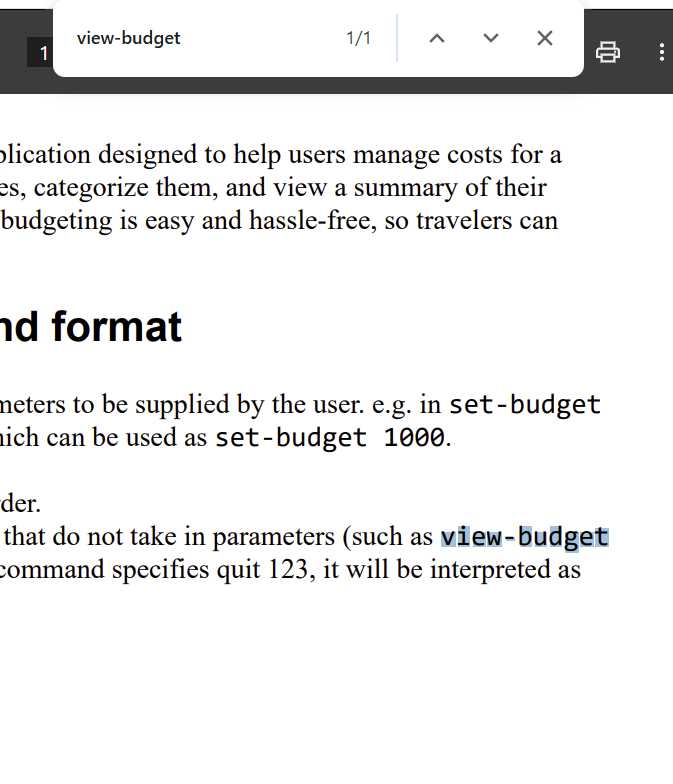 view-budget 1/1
1
plication designed to help users manage costs for a
es, categorize them, and view a summary of their
budgeting is easy and hassle-free, so travelers can
nd format
meters to be supplied by the user. e.g. in set-budget
hich can be used as set-budget 1000.
der.
that do not take in parameters (such as view-budget
command specifies quit 123, it will be interpreted as